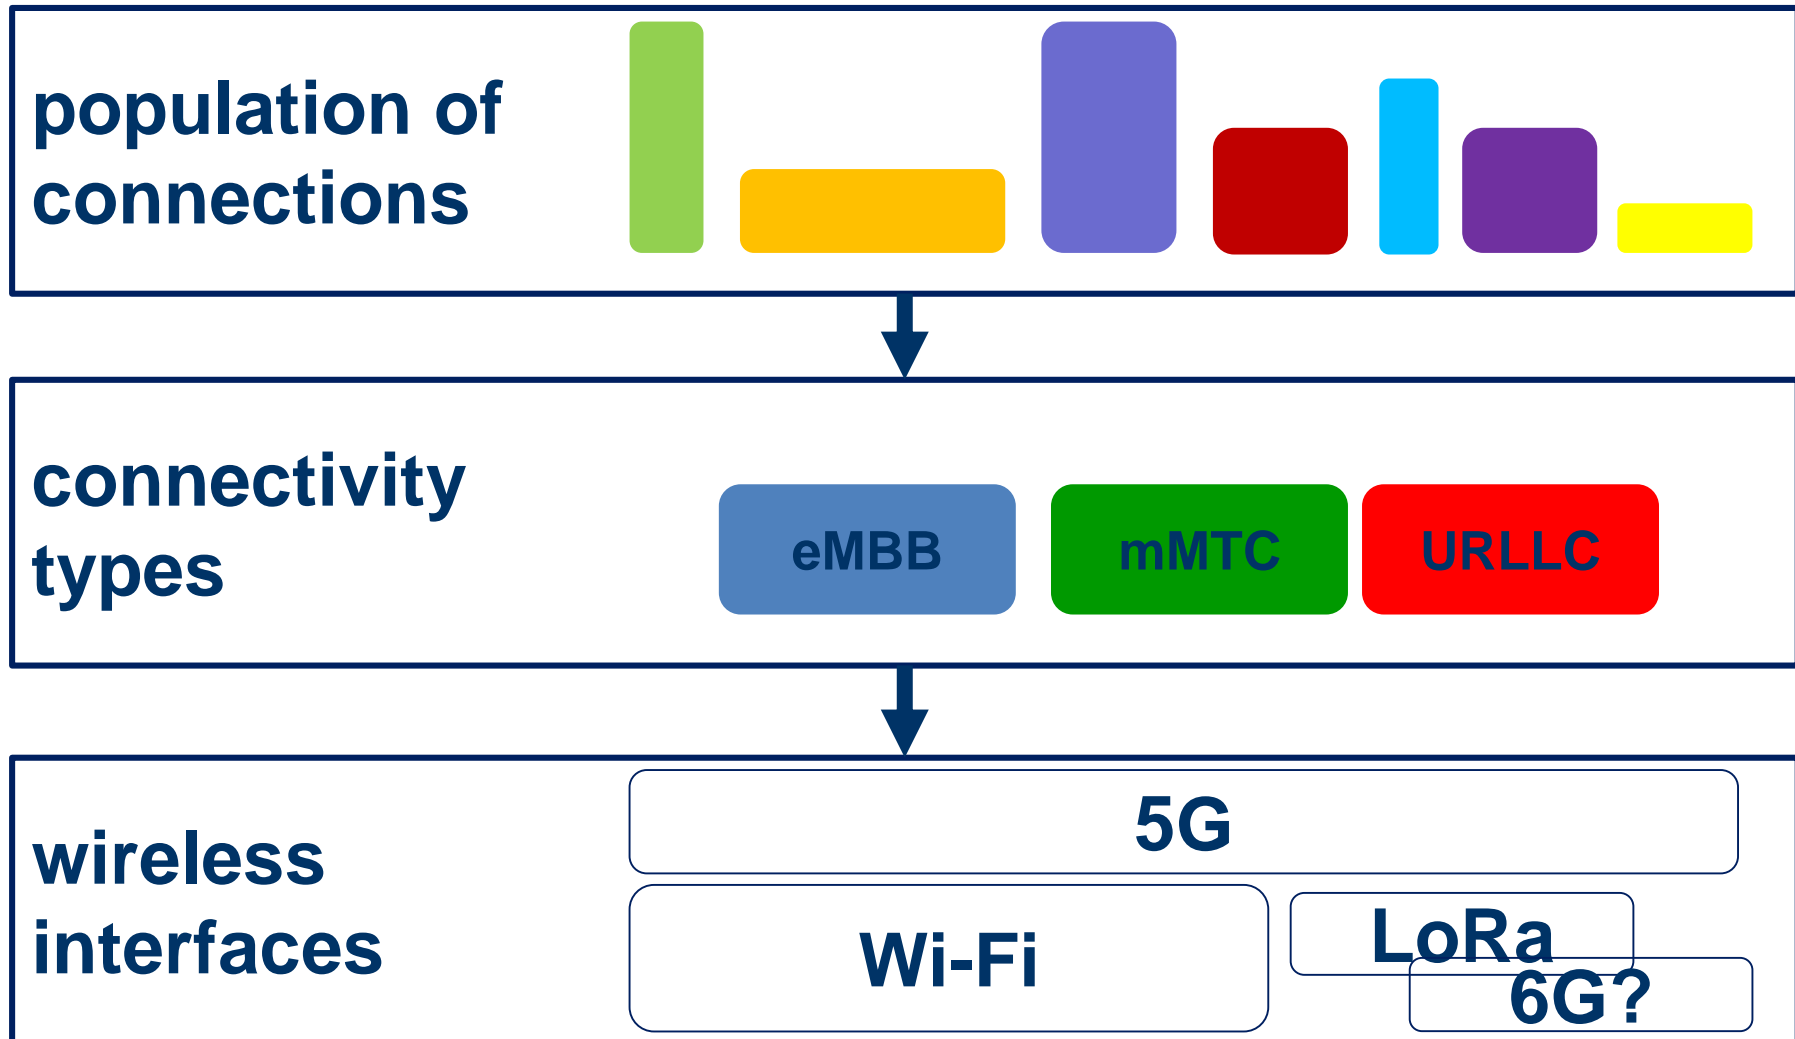 population of
connections
connectivity
types
eMBB
mMTC
URLLC
wireless
interfaces
5G
Wi-Fi
LoRa
6G?